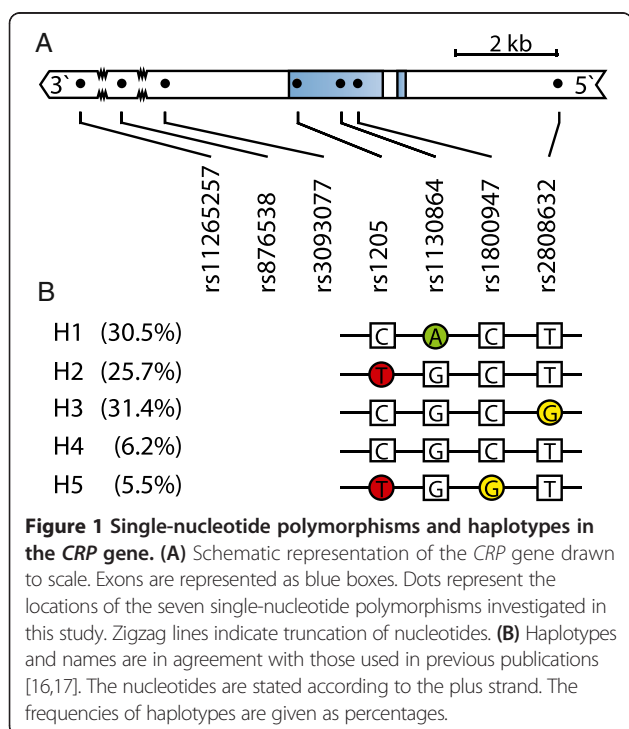 A
2 kb
3` 5`
rs11265257
rs876538
rs3093077
rs1205
rs1130864
rs1800947
rs2808632
B
H1 (30.5%) C A C T
H2 (25.7%) T G C T
H3 (31.4%) C G C G
H4 (6.2%) C G C T
H5 (5.5%) T G G T
Figure 1 Single-nucleotide polymorphisms and haplotypes in
the CRP gene. (A) Schematic representation of the CRP gene drawn
to scale. Exons are represented as blue boxes. Dots represent the
locations of the seven single-nucleotide polymorphisms investigated in
this study. Zigzag lines indicate truncation of nucleotides. (B) Haplotypes
and names are in agreement with those used in previous publications
[16,17]. The nucleotides are stated according to the plus strand. The
frequencies of haplotypes are given as percentages.